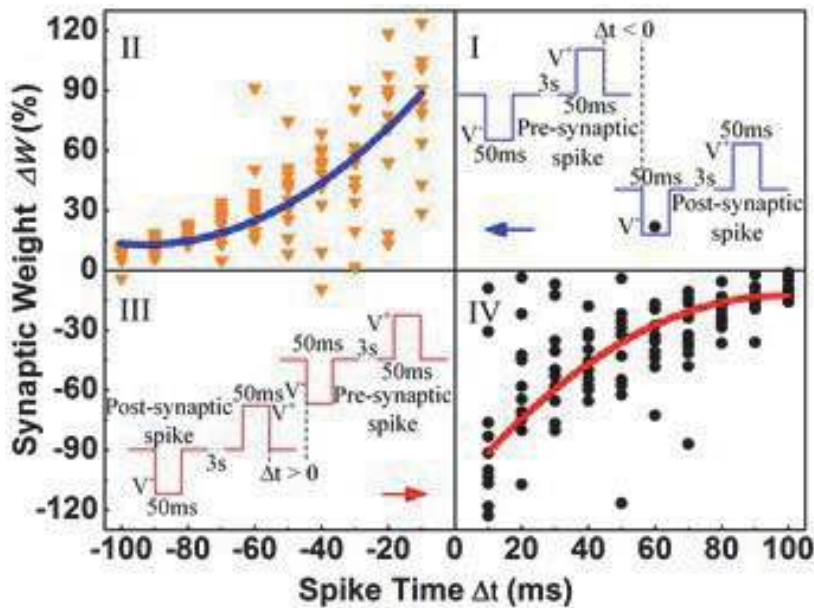 Synaptic Weight ΔW (%)
120
90
60
30
0
-30
-60
-90
-120
II
I
Δt < 0
V⁺
3s
50ms
V⁻
50ms
Pre-synaptic
spike
50ms
V⁺
50ms
3s
V⁻
Post-synaptic
spike
III
V⁺
50ms
3s
50ms
V⁻
Pre-synaptic
spike
50ms
V⁺
Post-synaptic
spike
3s
Δt > 0
V⁻
50ms
IV
-100 -80 -60 -40 -20 0 20 40 60 80 100
Spike Time Δt (ms)